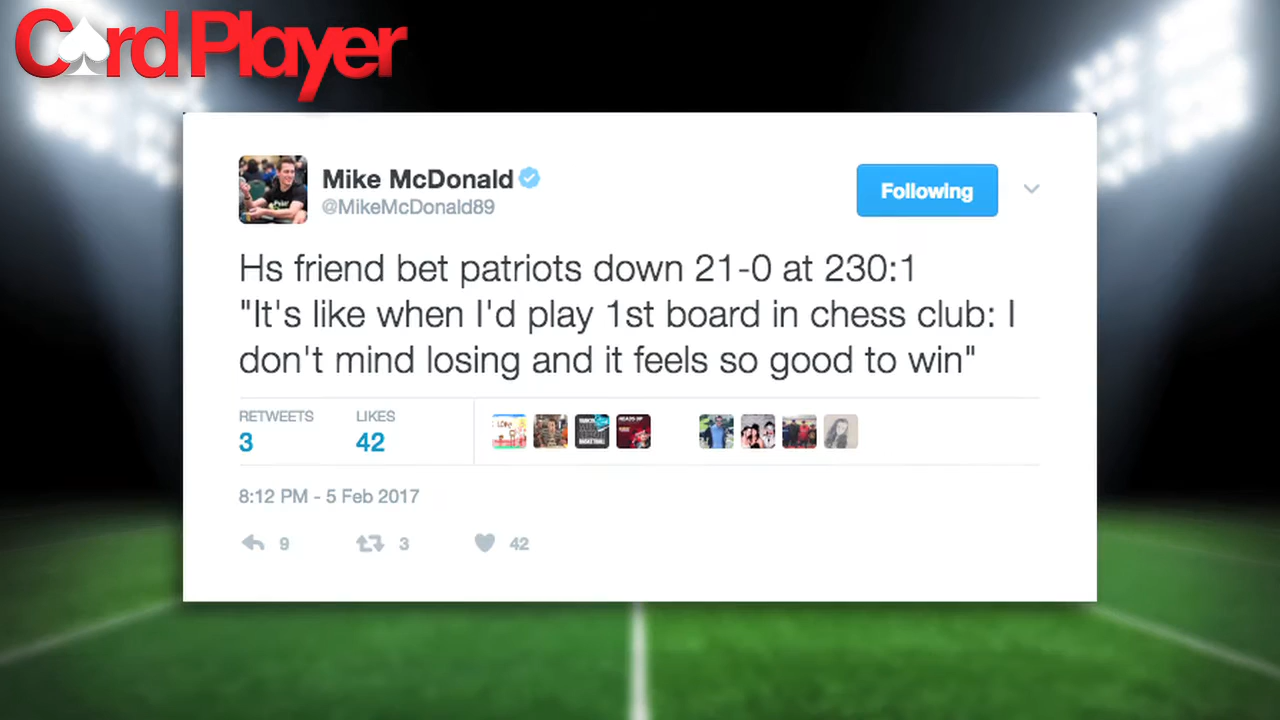 Card Player
Mike McDonald
@MikeMcDonald89
Following
Hs friend bet patriots down 21-0 at 230:1
"It's like when I'd play 1st board in chess club: I
don't mind losing and it feels so good to win"
RETWEETS LIKES
3 42
8:12 PM - 5 Feb 2017
9 3 42